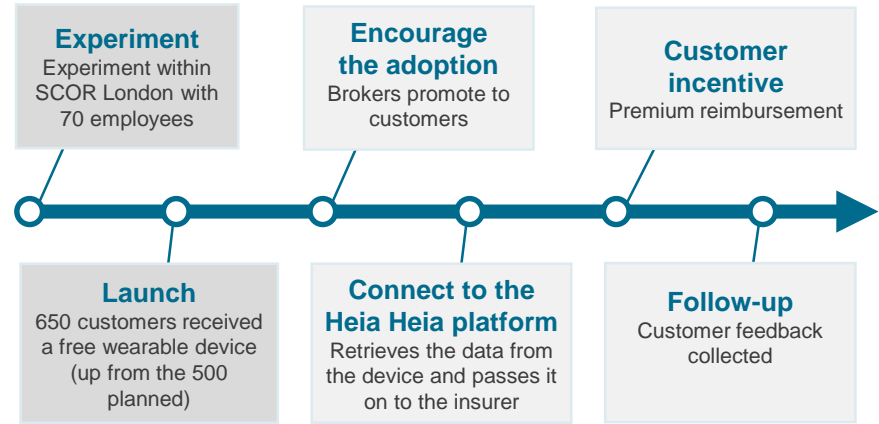 Experiment
Experiment within
SCOR London with
70 employees
Encourage
the adoption
Brokers promote to
customers
Customer
incentive
Premium reimbursement
Launch
650 customers received
a free wearable device
(up from the 500
planned)
Connect to the
Heia Heia platform
Retrieves the data from
the device and passes it
on to the insurer
Follow-up
Customer feedback
collected